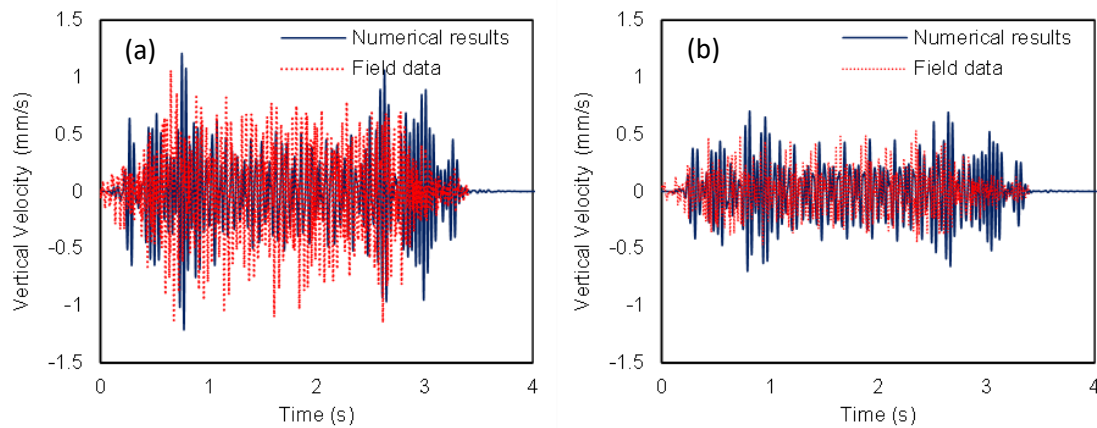 (a)
Numerical results
Field data
1.5
1
0.5
0
-0.5
-1
-1.5
Vertical Velocity (mm/s)
0 1 2 3 4
Time (s)
(b)
Numerical results
Field data
1.5
1
0.5
0
-0.5
-1
-1.5
Vertical Velocity (mm/s)
0 1 2 3 4
Time (s)